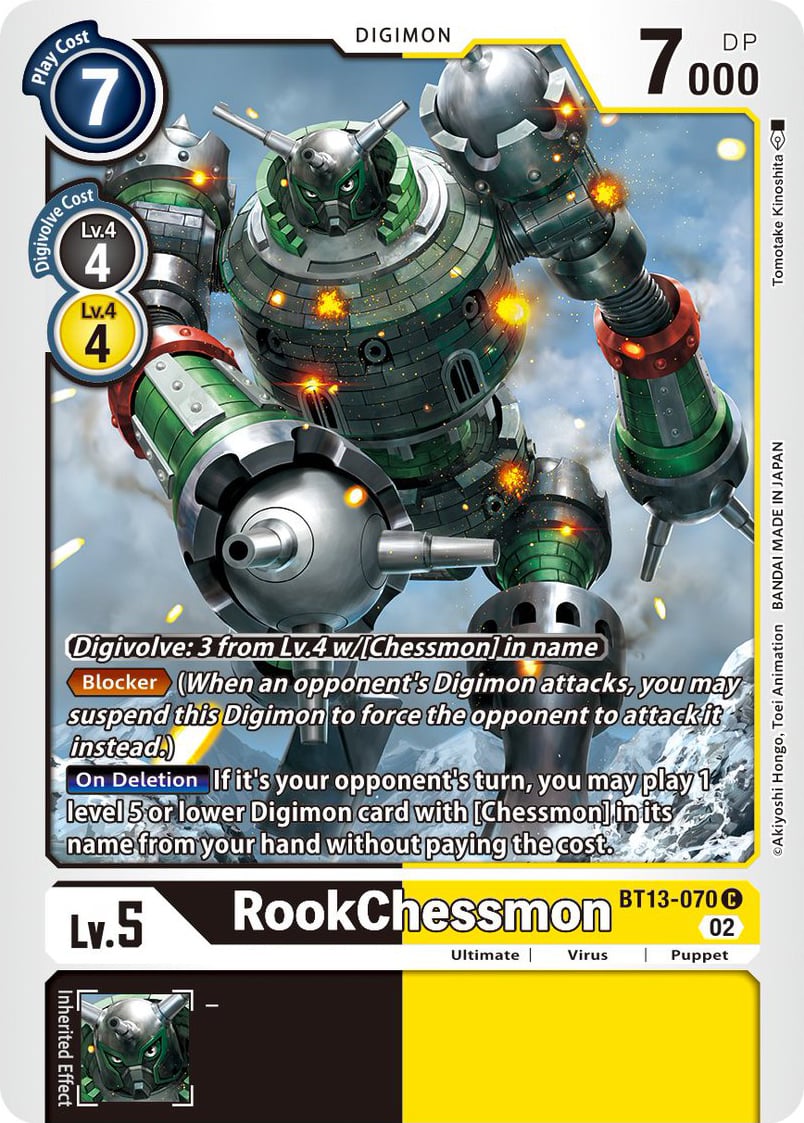 DIGIMON
Play Cost
7
7000
DP
Digivolve Cost
Lv.4
4
Lv.4
4
Tomotake Kinoshita
©Akiyoshi Hongo, Toei Animation BANDAI MADE IN JAPAN
Digivolve: 3 from Lv.4 w/[Chessmon] in name
Blocker (When an opponent's Digimon attacks, you may
suspend this Digimon to force the opponent to attack it
instead.)
On Deletion If it's your opponent's turn, you may play 1
level 5 or lower Digimon card with [Chessmon] in its
name from your hand without paying the cost.
Lv.5
RookChessmon
BT13-070 C
02
Ultimate | Virus | Puppet
Inherited Effect
–